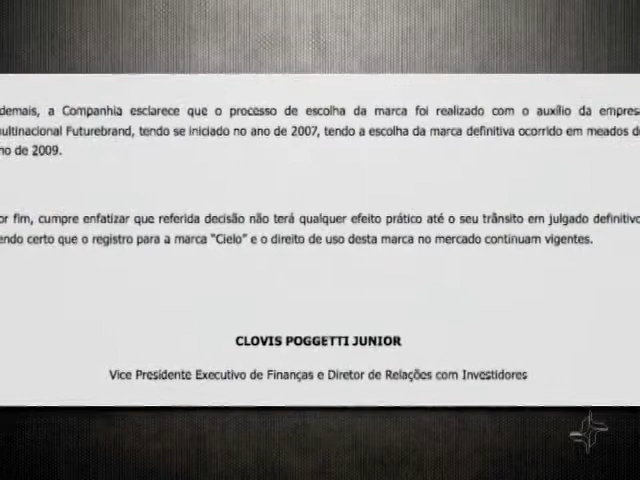 demais, a Companhia esclarece que o processo de escolha da marca foi realizado com o auxílio da empres
ultinacional Futurebrand, tendo se iniciado no ano de 2007, tendo a escolha da marca definitiva ocorrido em meados d
no de 2009.
or fim, cumpre enfatizar que referida decisão não terá qualquer efeito prático até o seu trânsito em julgado definitivo
endo certo que o registro para a marca "Cielo" e o direito de uso desta marca no mercado continuam vigentes.
CLOVIS POGGETTI JUNIOR
Vice Presidente Executivo de Finanças e Diretor de Relações com Investidores